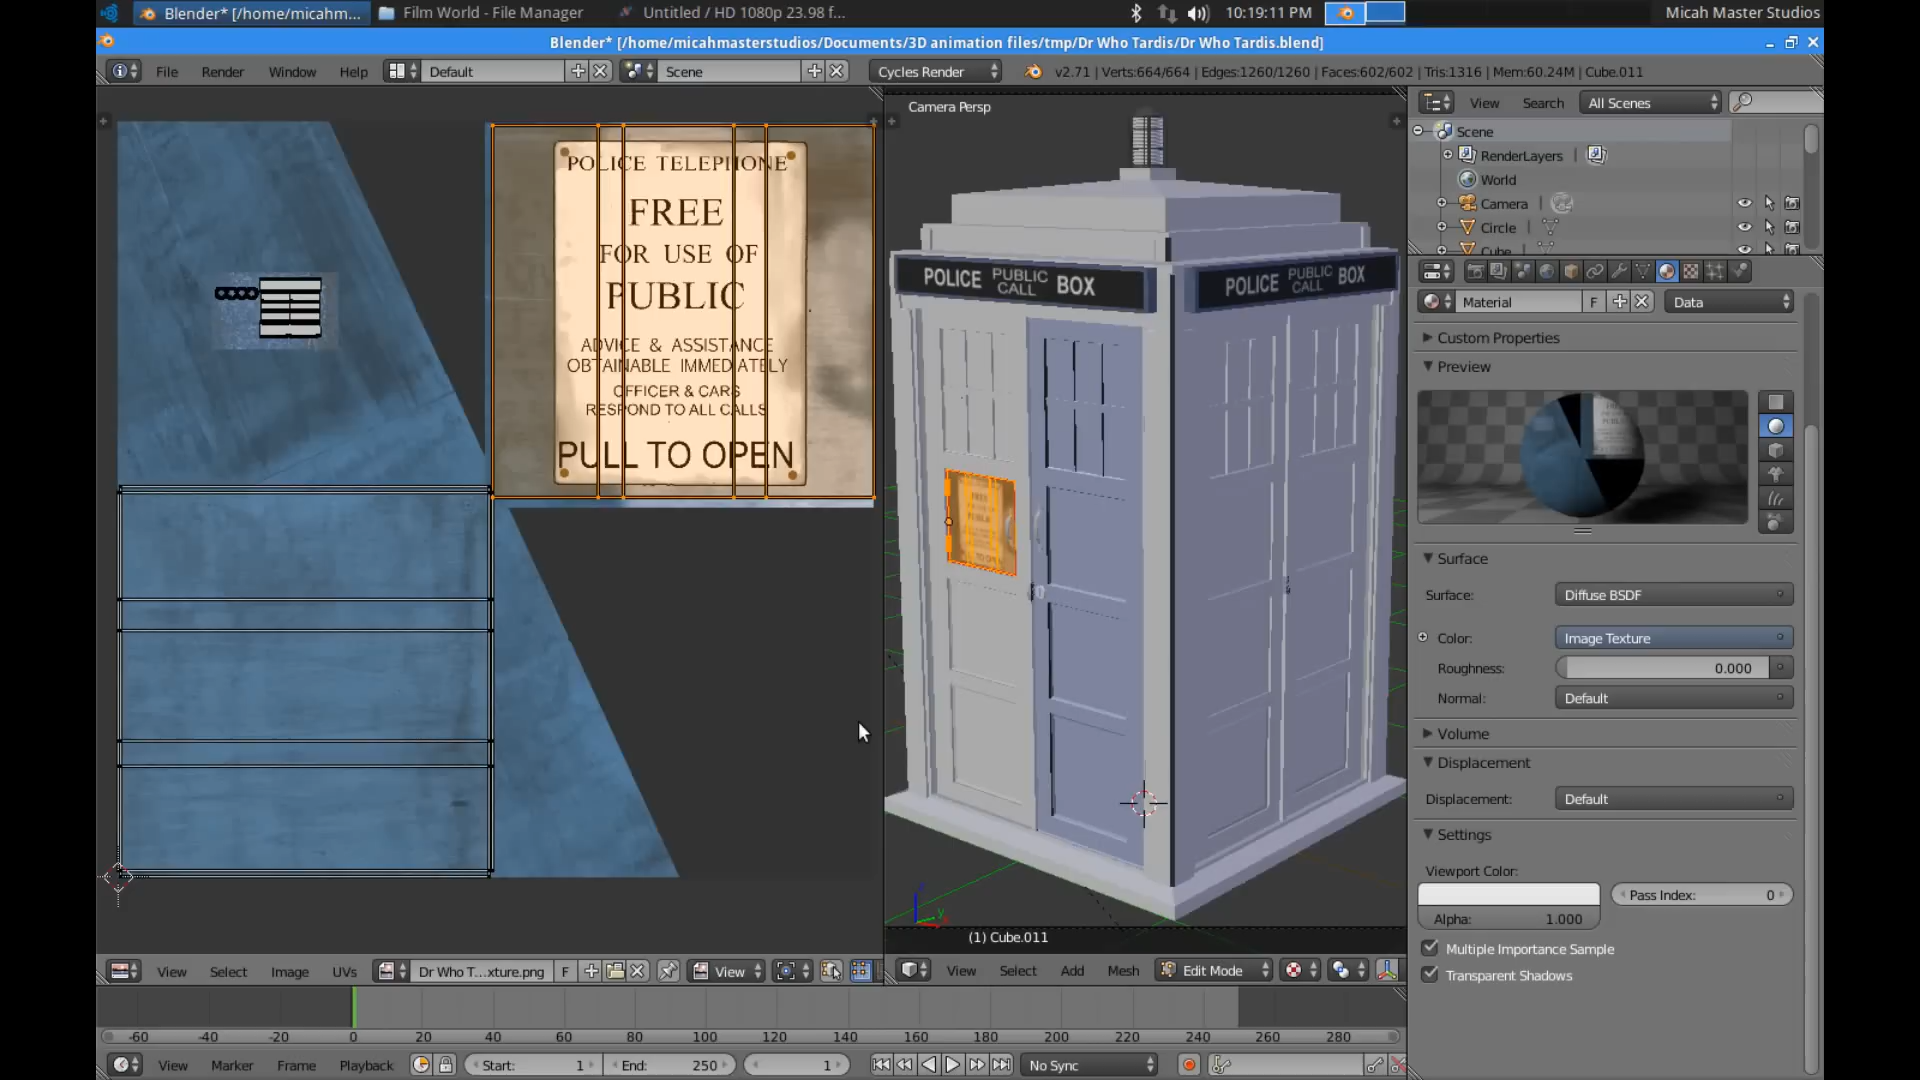 Blender* [/home/micahm...
Film World - File Manager
Untitled / HD 1080p 23.98 f...
10:19:11 PM
Micah Master Studios
Blender* [/home/micahmasterstudios/Documents/3D animation files/tmp/Dr Who Tardis/Dr Who Tardis.blend]
File
Render
Window
Help
Default
Scene
Cycles Render
v2.71 | Verts:664/664 | Edges:1260/1260 | Faces:602/602 | Tris:1316 | Mem:60.24M | Cube.011
POLICE TELEPHONE
FREE
FOR USE OF
PUBLIC
ADVICE & ASSISTANCE
OBTAINABLE IMMEDIATELY
OFFICER & CARS
RESPOND TO ALL CALLS
PULL TO OPEN
Camera Persp
POLICE PUBLIC CALL BOX
POLICE PUBLIC CALL BOX
FREE
(1) Cube.011
View
Search
All Scenes
Scene
RenderLayers
World
Camera
Circle
Cube
Material
F
Data
Custom Properties
Preview
Surface
Surface:
Diffuse BSDF
Color:
Image Texture
Roughness:
0.000
Normal:
Default
Volume
Displacement
Displacement:
Default
Settings
Viewport Color:
Pass Index:
0
Alpha:
1.000
Multiple Importance Sample
Transparent Shadows
View
Select
Image
UVs
Dr Who T...xture.png
F
View
View
Select
Add
Mesh
Edit Mode
-60 -40 -20 0 20 40 60 80 100 120 140 160 180 200 220 240 260 280
View
Marker
Frame
Playback
Start: 1
End: 250
1
No Sync